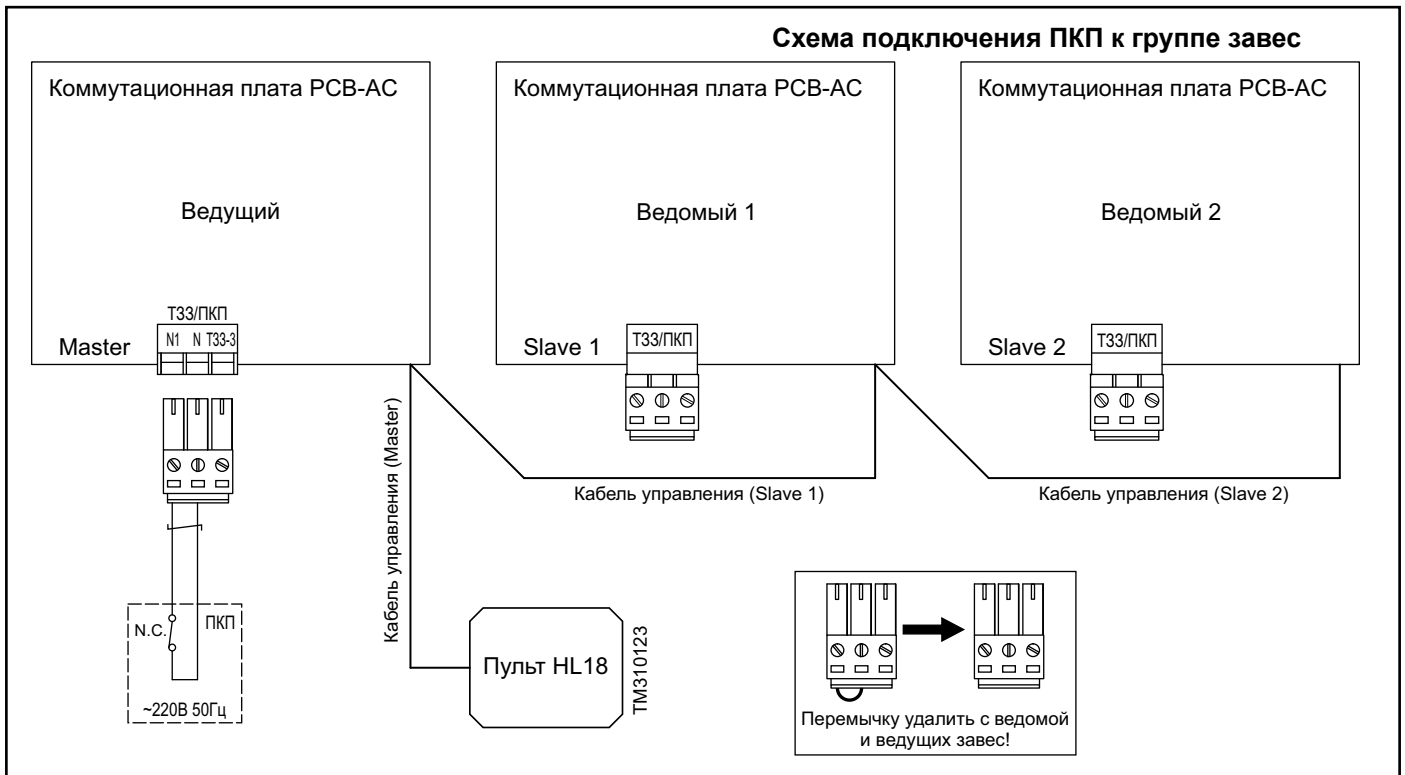 Схема подключения ПКП к группе завес
Коммутационная плата PCB-AC
Ведущий
ТЗЗ/ПКП
N1 N ТЗЗ-3
Master
Коммутационная плата PCB-AC
Ведомый 1
Slave 1
ТЗЗ/ПКП
Коммутационная плата PCB-AC
Ведомый 2
Slave 2
ТЗЗ/ПКП
Кабель управления (Master)
Кабель управления (Slave 1)
Кабель управления (Slave 2)
N.C.
ПКП
~220В 50Гц
Пульт HL18
TM310123
Перемычку удалить с ведомой
и ведущих завес!